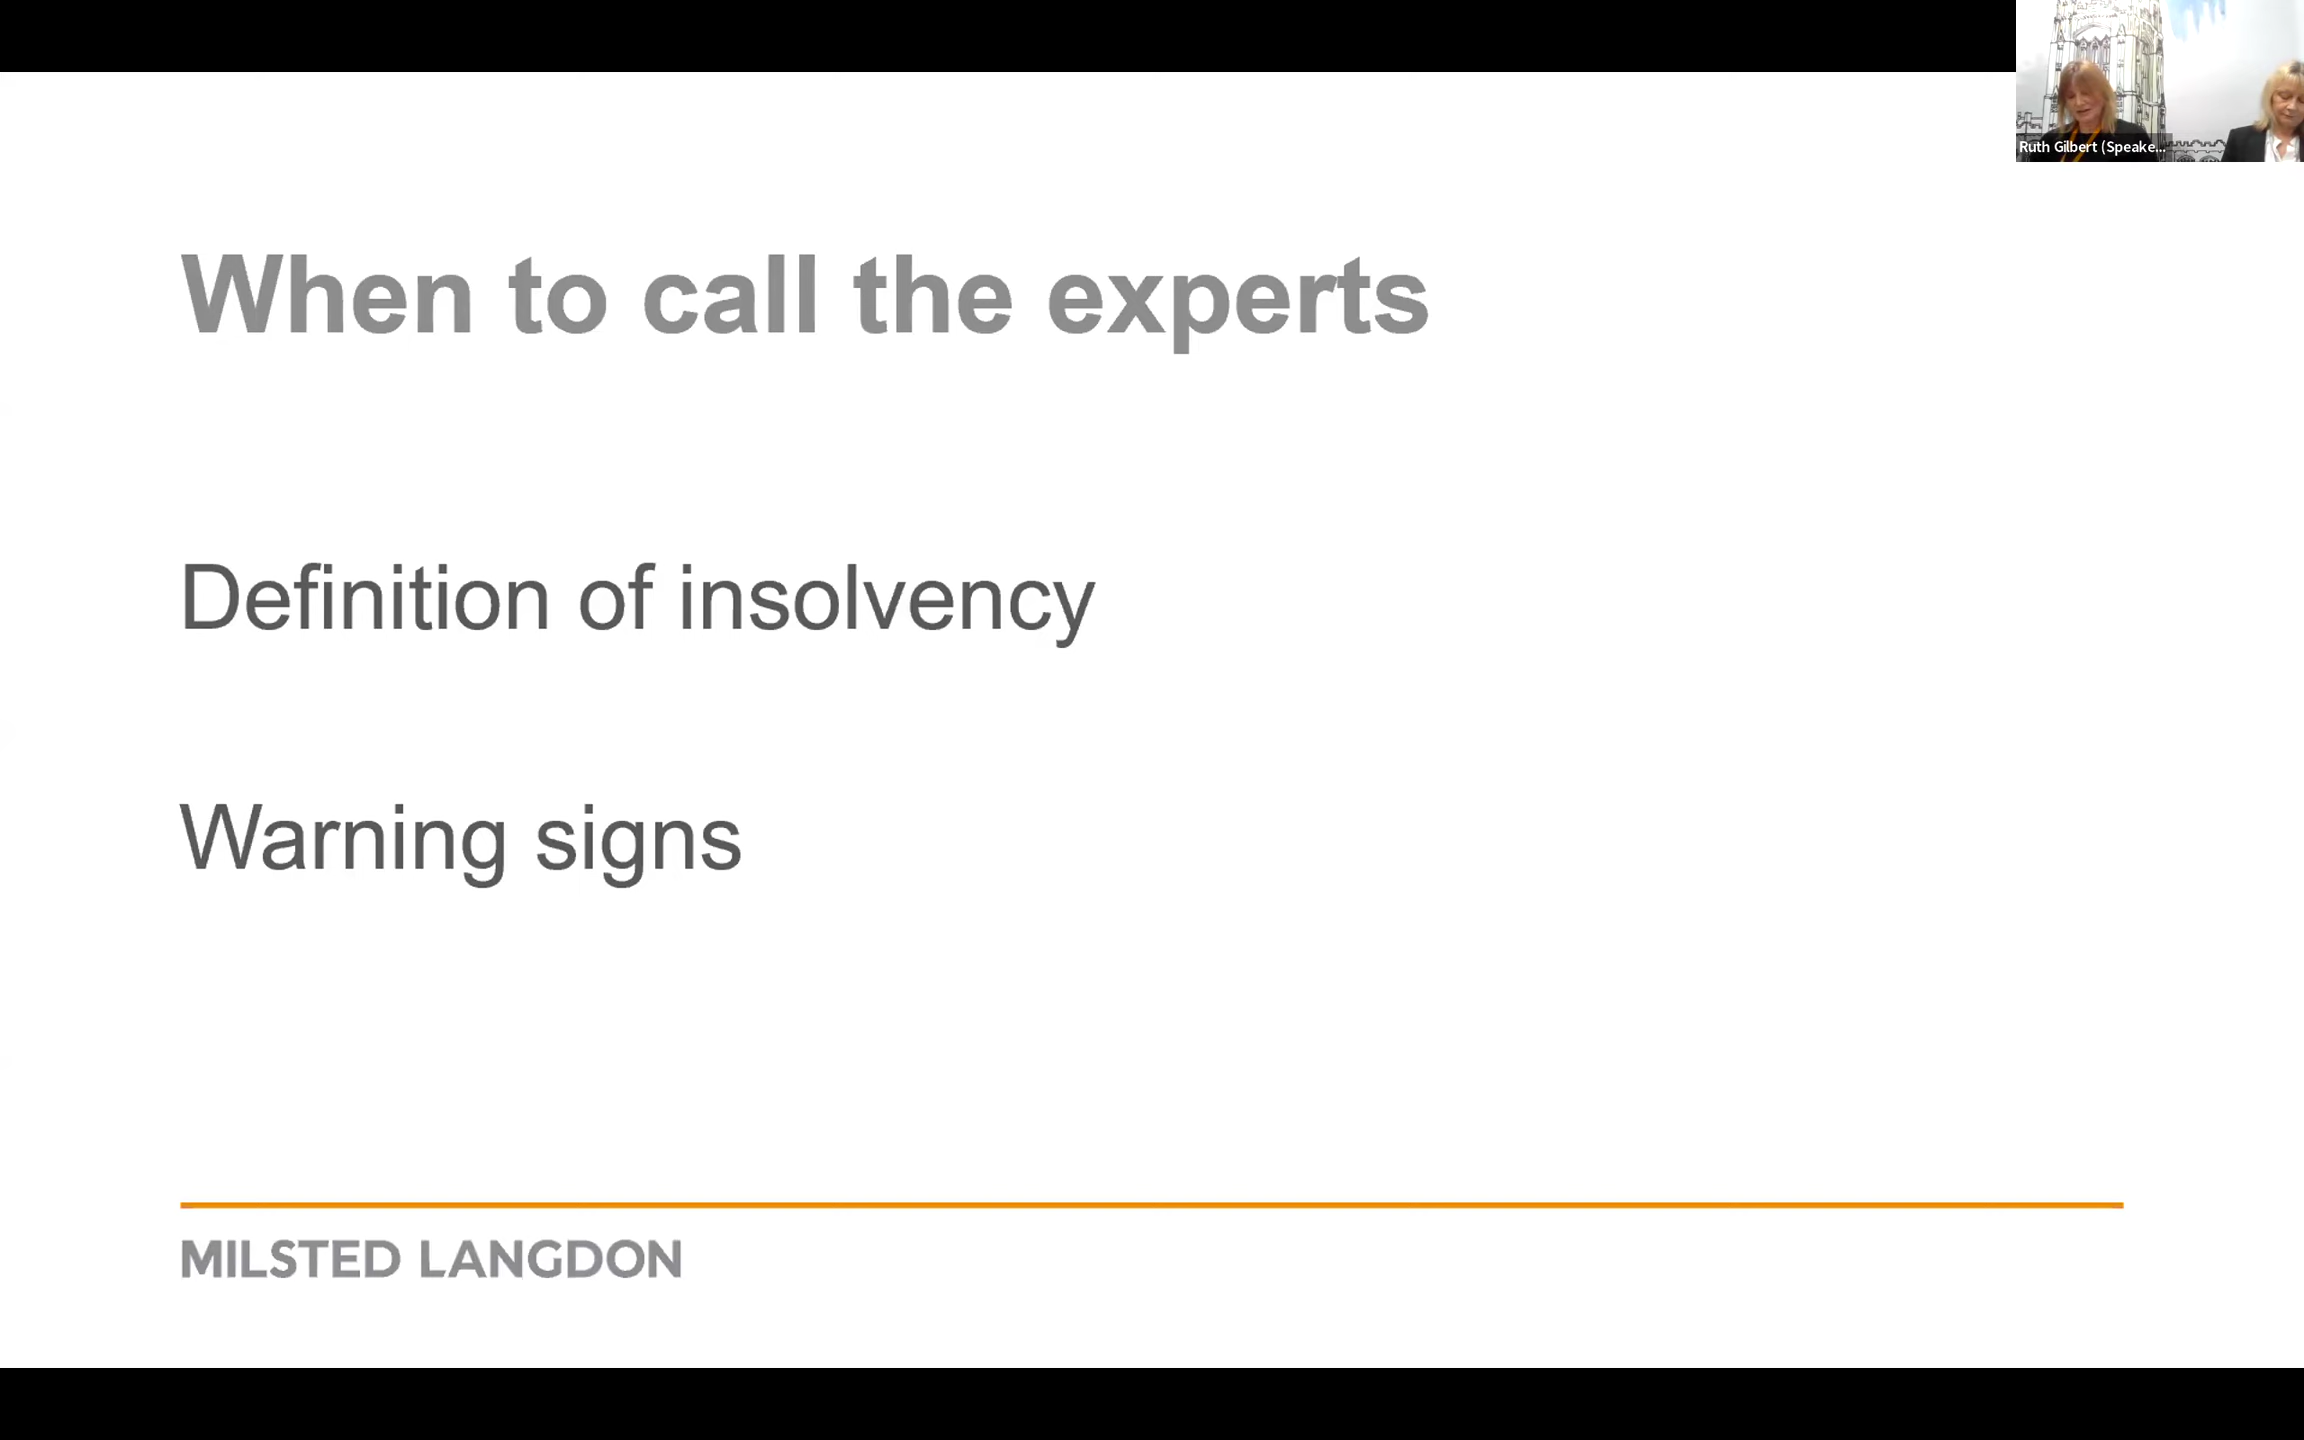 Ruth Gilbert (Speake...
When to call the experts
Definition of insolvency
Warning signs
MILSTED LANGDON